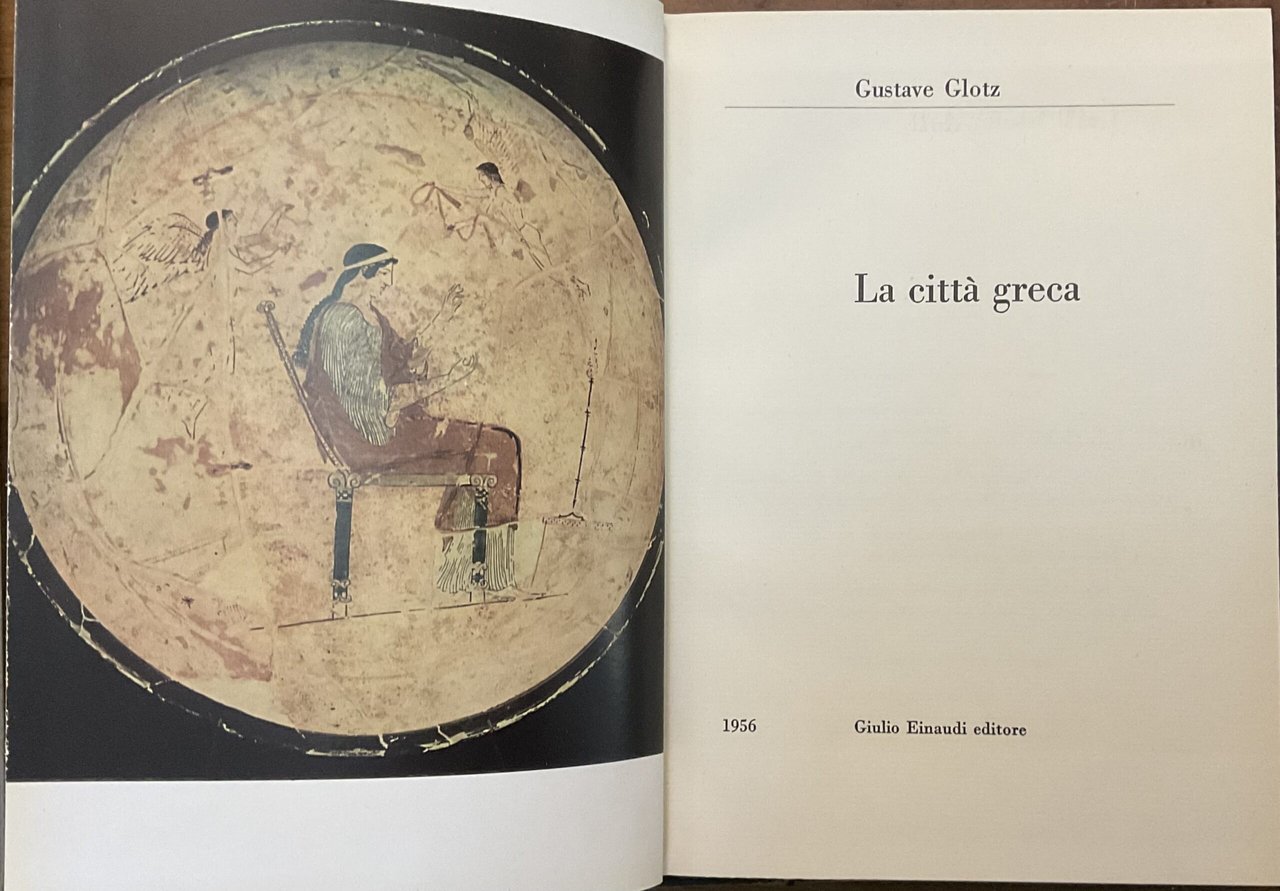 Gustave Glotz
La città greca
1956 Giulio Einaudi editore